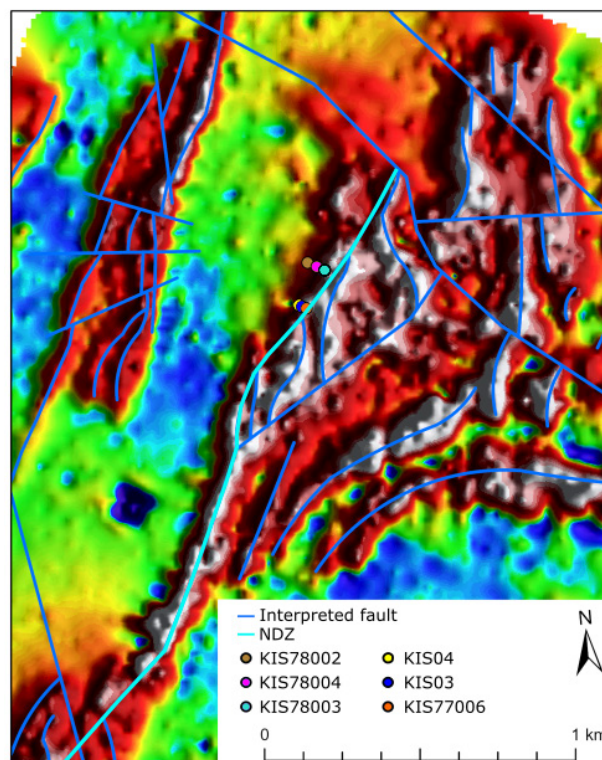 Interpreted fault
NDZ
KIS78002 KIS04
KIS78004 KIS03
KIS78003 KIS77006
N
0 1 km